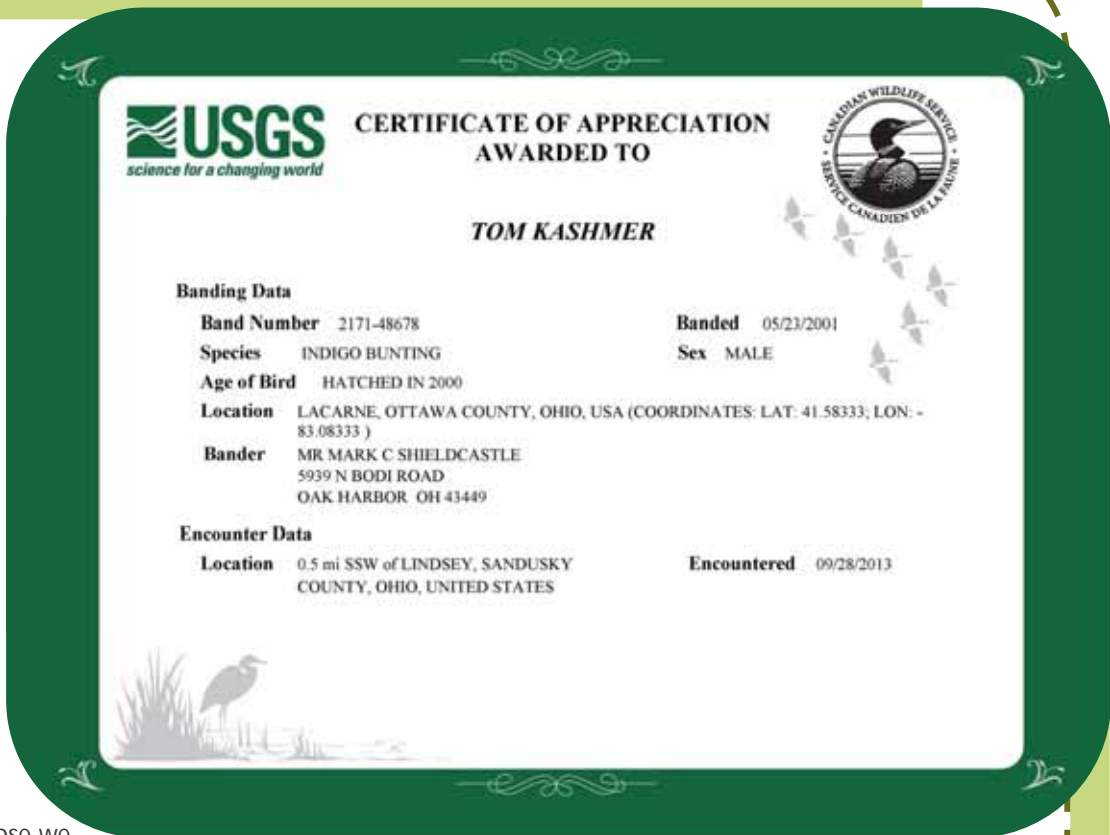 USGS
science for a changing world
CERTIFICATE OF APPRECIATION
AWARDED TO
CANADIAN WILDLIFE SERVICE • SERVICE CANADIEN DE LA FAUNE •
TOM KASHMER
Banding Data
Band Number 2171-48678 Banded 05/23/2001
Species INDIGO BUNTING Sex MALE
Age of Bird HATCHED IN 2000
Location LACARNE, OTTAWA COUNTY, OHIO, USA (COORDINATES: LAT: 41.58333; LON: -
83.08333 )
Bander MR MARK C SHIELDCASTLE
5939 N BODI ROAD
OAK HARBOR OH 43449
Encounter Data
Location 0.5 mi SSW of LINDSEY, SANDUSKY Encountered 09/28/2013
COUNTY, OHIO, UNITED STATES